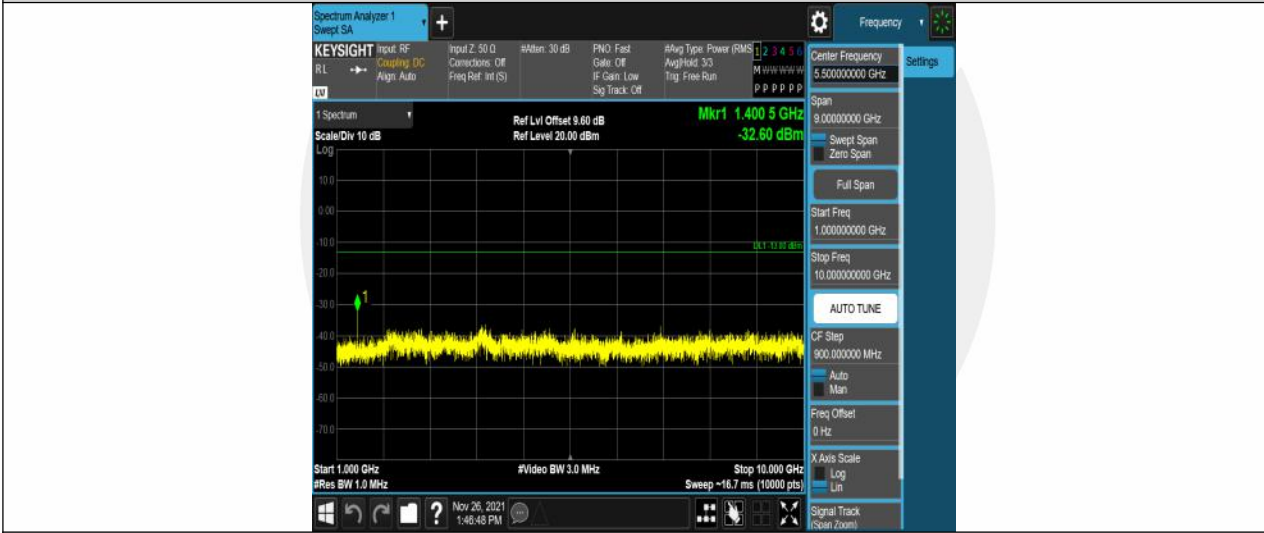 Spectrum Analyzer 1
Swept SA
+
Frequency
KEYSIGHT
RL
LV
Input: RF
Coupling: DC
Align: Auto
Input Z: 50 Ω
Corrections: Off
Freq Ref: Int (S)
#Atten: 30 dB
PNO: Fast
Gate: Off
IF Gain: Low
Sig Track: Off
#Avg Type: Power (RMS
Avg|Hold: 3/3
Trig: Free Run
1 2 3 4 5 6
M W W W W W
P P P P P P
Settings
1 Spectrum
Scale/Div 10 dB
Ref Lvl Offset 9.60 dB
Ref Level 20.00 dBm
Mkr1 1.400 5 GHz
-32.60 dBm
Log
10.0
0.00
-10.0
DL1 -13.00 dBm
-20.0
-30.0
1
-40.0
-50.0
-60.0
-70.0
Start 1.000 GHz
#Res BW 1.0 MHz
#Video BW 3.0 MHz
Stop 10.000 GHz
Sweep ~16.7 ms (10000 pts)
?
Nov 26, 2021
1:46:48 PM
Center Frequency
5.500000000 GHz
Span
9.00000000 GHz
Swept Span
Zero Span
Full Span
Start Freq
1.000000000 GHz
Stop Freq
10.000000000 GHz
AUTO TUNE
CF Step
900.000000 MHz
Auto
Man
Freq Offset
0 Hz
X Axis Scale
Log
Lin
Signal Track
(Span Zoom)